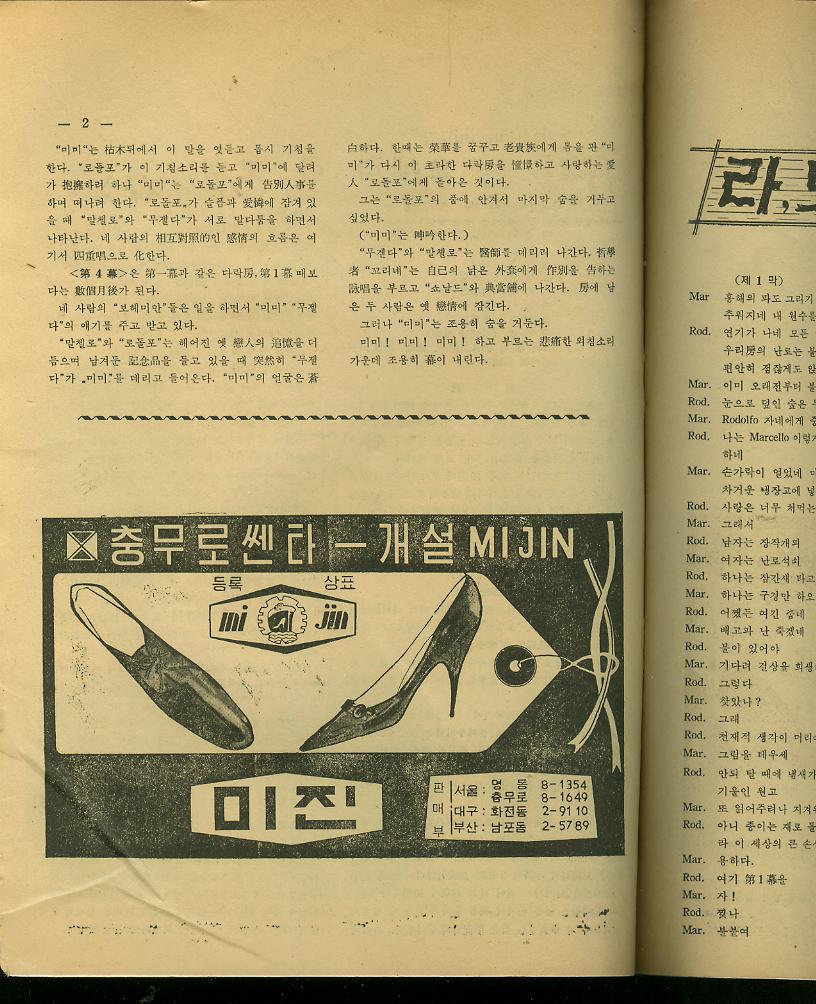 — 2 —
"미미"는 枯木뒤에서 이 말을 엿듣고 몹시 기침을
한다. "로돌포"가 이 기침소리를 듣고 "미미"에 달려
가 抱擁하려 하나 "미미"는 "로돌포"에게 告別人事를
하며 떠나려 한다. "로돌포„가 슬픔과 愛憐에 잠겨 있
을 때 "말첼로"와 "무젤다"가 서로 말다툼을 하면서
나타난다. 네 사람의 相互對照的인 感情의 흐름은 여
기서 四重唱으로 化한다.
<第 4 幕>은 第一幕과 같은 다락房, 第1幕 때보
다는 數個月後가 된다.
네 사람의 "보헤미안"들은 일을 하면서 "미미" "무젤
다"의 얘기를 주고 받고 있다.
"말첼로"와 "로돌포"는 헤어진 옛 戀人의 追憶을 더
듬으며 남겨둔 記念品을 들고 있을 때 突然히 "무젤
다"가 „미미"를 데리고 들어온다. "미미"의 얼굴은 蒼
白하다. 한때는 榮華를 꿈꾸고 老貴族에게 몸을 판 "미
미"가 다시 이 초라한 다락房을 憧憬하고 사랑하는 愛
人 "로돌포"에게 돌아온 것이다.
그는 "로돌포"의 품에 안겨서 마지막 숨을 거두고
싶었다.
("미미"는 呻吟한다.)
"무젤다"와 "말첼로"는 醫師를 데리러 나간다. 哲學
者 "꼬리네"는 自己의 낡은 外套에게 作別을 告하는
詠唱을 부르고 "쇼날드"와 典當鋪에 나간다. 房에 남
은 두 사람은 옛 戀情에 잠긴다.
그러나 "미미"는 조용히 숨을 거둔다.
미미! 미미! 미미! 하고 부르는 悲痛한 외침소리
가운데 조용히 幕이 내린다.
충무로쎈타—개설 MIJIN
등록 상표
mi jin
미진
판매부
서울: 명동 8-1354
충무로 8-1649
대구: 화전동 2-9110
부산: 남포동 2-5789
라,
(제 1 막)
Mar 홍해의 파도 그리기
추워지네 내 원수를
Rod. 연기가 나네 모든
우리房의 난로는 불
편안히 점잖게도 앉
Mar. 이미 오래전부터 불
Rod. 눈으로 덮인 숲은
Mar. Rodolfo 자네에게 중
Rod. 나는 Marcello 이렇게
하네
Mar. 손가락이 얼었네
차거운 냉장고에 넣
Rod. 사랑은 너무 처먹는
Mar. 그래서
Rod. 남자는 장작개비
Mar. 여자는 난로석쇠
Rod. 하나는 잠간새 타고
Mar. 하나는 구경만 하오
Rod. 어쨌든 여긴 춥네
Mar. 배고파 난 죽겠네
Rod. 불이 있어야
Mar. 기다려 걸상을 희생
Rod. 그렇다
Mar. 찾았나?
Rod. 그래
Rod. 천재적 생각이 머리
Mar. 그림을 태우세
Rod. 안되 탈 때에 냄새가
기울인 원고
Mar. 또 읽어주려나 지겨워
Rod. 아니 종이는 재로
라 이 세상의 큰 손
Mar. 용하다.
Rod. 여기 第1幕을
Mar. 자!
Rod. 찢나
Mar. 불붙여